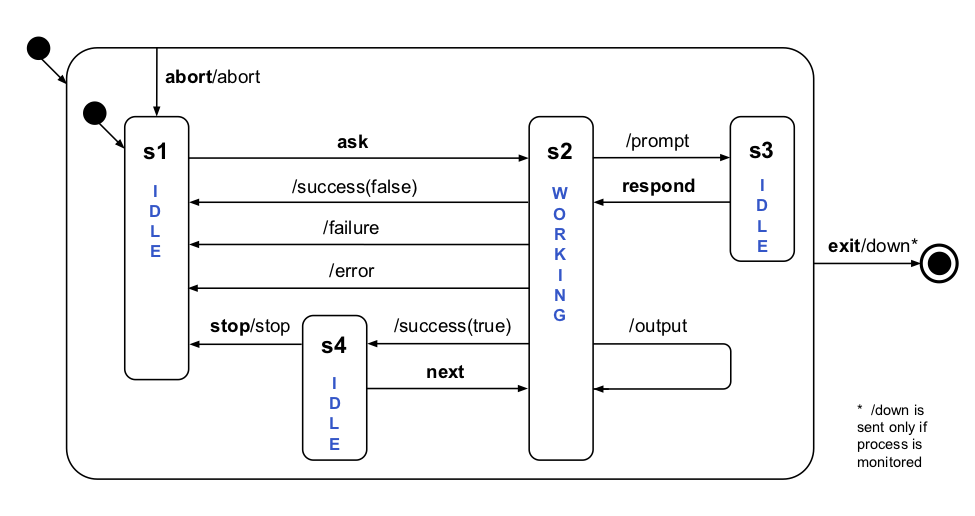 abort/abort
s1
IDLE
ask
/success(false)
/failure
/error
stop/stop
s4
IDLE
/success(true)
next
s2
WORKING
/prompt
respond
/output
s3
IDLE
exit/down*
* /down is
sent only if
process is
monitored